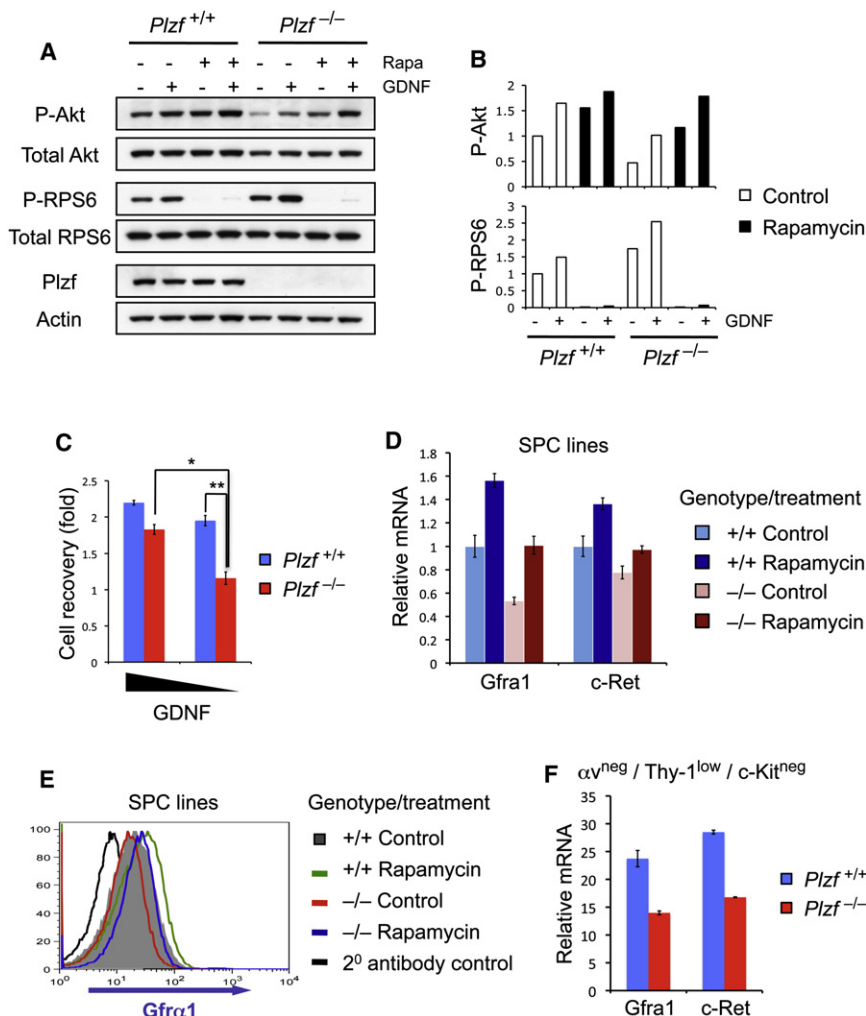 A
Plzf +/+ Plzf –/–
- - + + - - + + Rapa
- + - + - + - + GDNF
P-Akt
Total Akt
P-RPS6
Total RPS6
Plzf
Actin
B
P-Akt
2
1.5
1
0.5
0
P-RPS6
3
2.5
2
1.5
1
0.5
0
- + - + - + - + GDNF
Plzf +/+ Plzf –/–
Control
Rapamycin
C
Cell recovery (fold)
2.5
2
1.5
1
0.5
0
*
**
GDNF
Plzf +/+
Plzf –/–
D
SPC lines
Relative mRNA
1.8
1.6
1.4
1.2
1
0.8
0.6
0.4
0.2
0
Gfra1 c-Ret
Genotype/treatment
+/+ Control
+/+ Rapamycin
–/– Control
–/– Rapamycin
E
SPC lines
100
80
60
40
20
0
10⁰ 10¹ 10² 10³ 10⁴
Gfrα1
Genotype/treatment
+/+ Control
+/+ Rapamycin
–/– Control
–/– Rapamycin
2⁰ antibody control
F
αvneg / Thy-1low / c-Kitneg
Relative mRNA
35
30
25
20
15
10
5
0
Gfra1 c-Ret
Plzf +/+
Plzf –/–